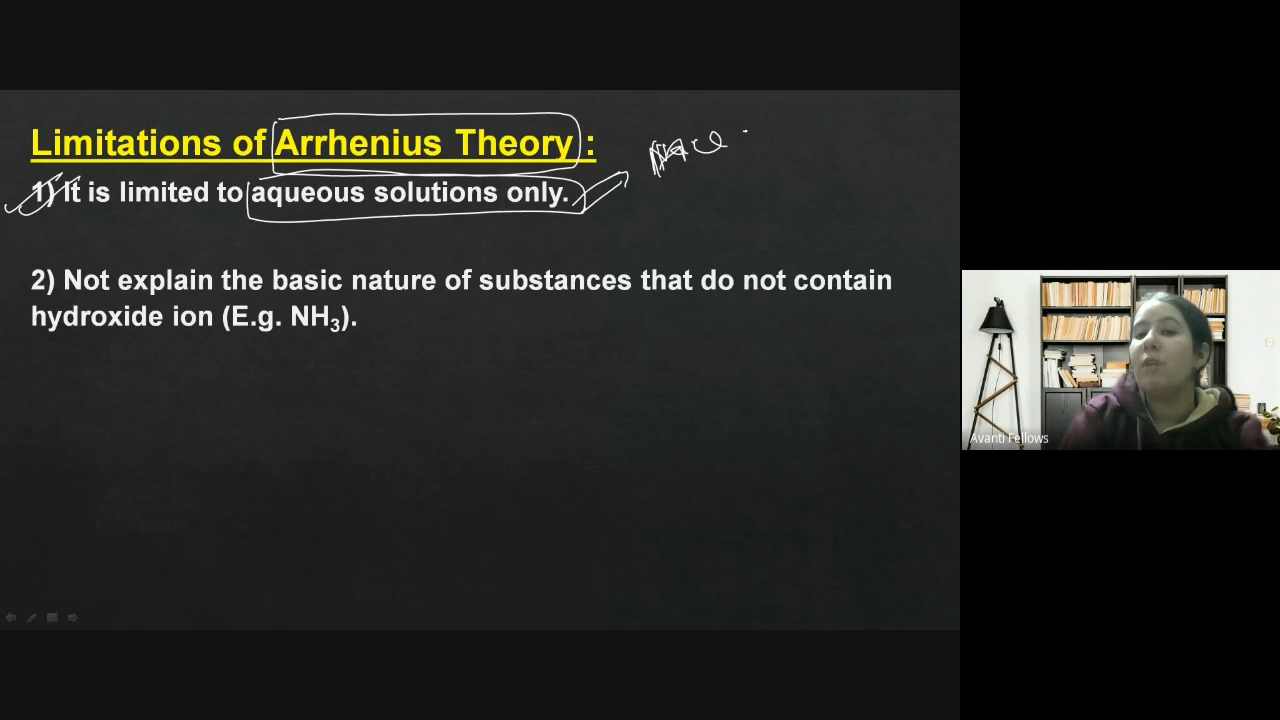 Limitations of Arrhenius Theory :
1) It is limited to aqueous solutions only.
2) Not explain the basic nature of substances that do not contain
hydroxide ion (E.g. NH₃).
Avanti Fellows